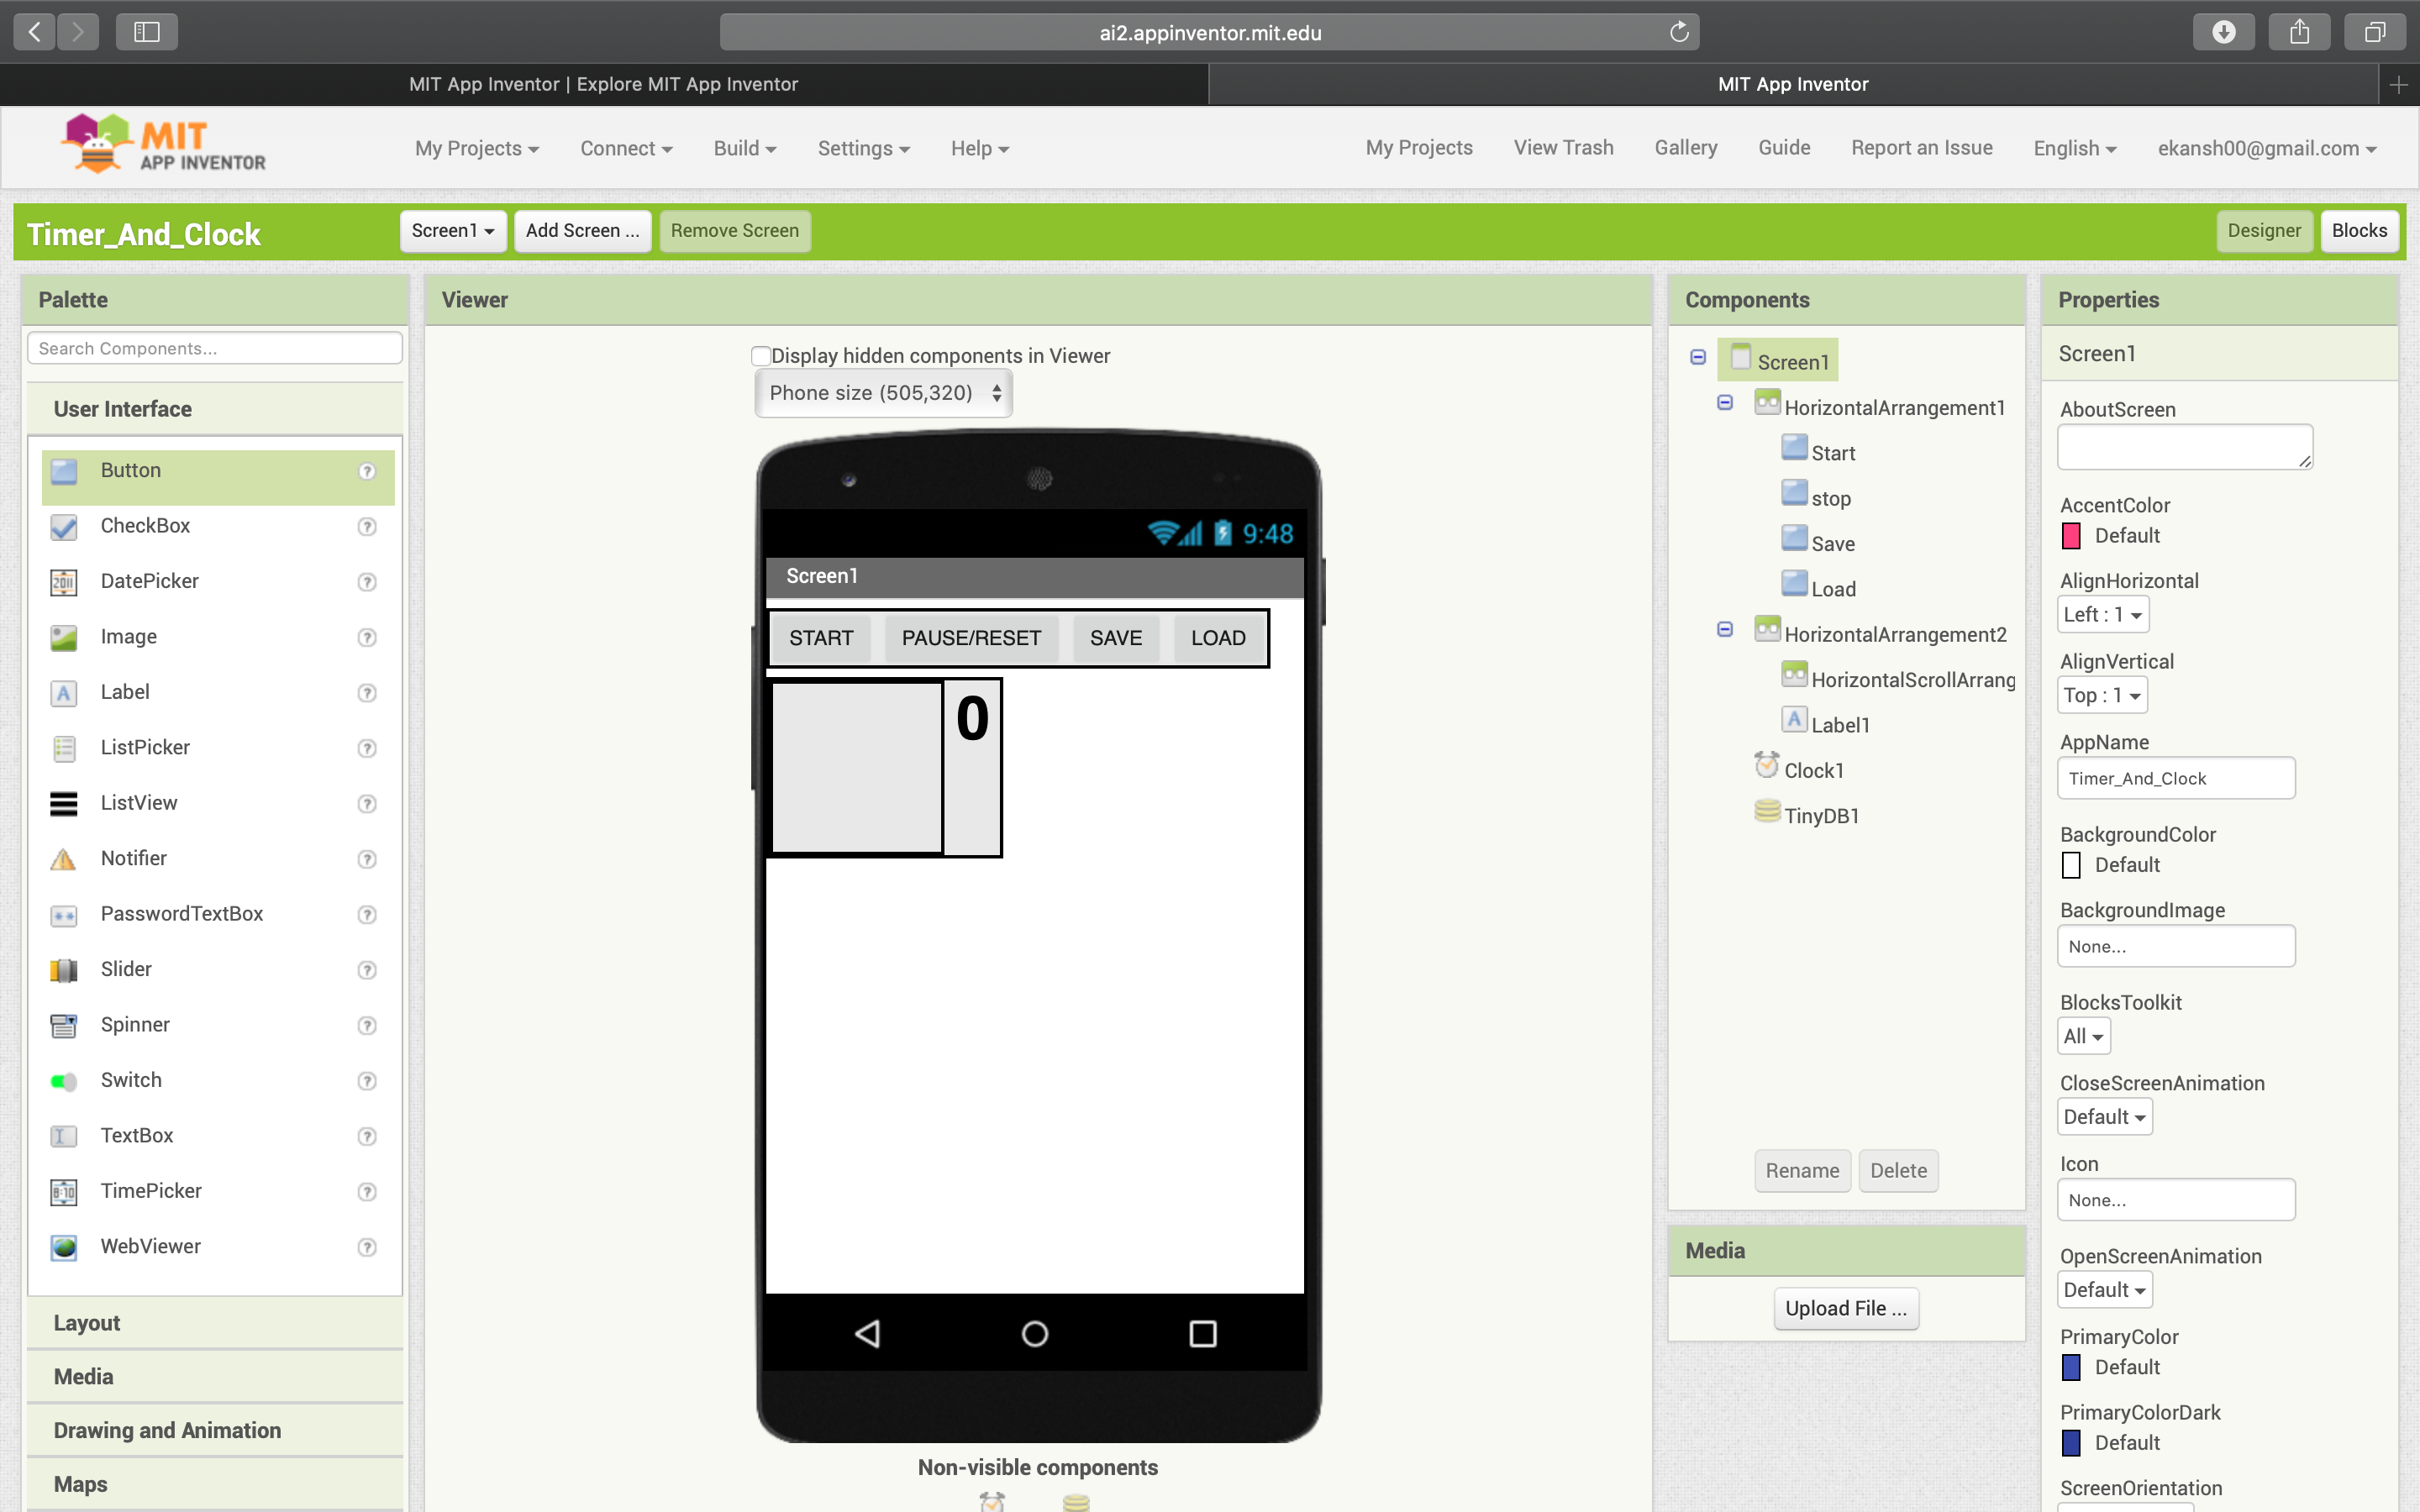 ai2.appinventor.mit.edu
MIT App Inventor | Explore MIT App Inventor
MIT App Inventor
MIT
APP INVENTOR
My Projects
Connect
Build
Settings
Help
My Projects
View Trash
Gallery
Guide
Report an Issue
English
ekansh00@gmail.com
Timer_And_Clock
Screen1
Add Screen ...
Remove Screen
Designer
Blocks
Palette
Search Components...
User Interface
Button
CheckBox
DatePicker
Image
Label
ListPicker
ListView
Notifier
PasswordTextBox
Slider
Spinner
Switch
TextBox
TimePicker
WebViewer
Layout
Media
Drawing and Animation
Maps
Viewer
Display hidden components in Viewer
Phone size (505,320)
9:48
Screen1
START
PAUSE/RESET
SAVE
LOAD
0
Non-visible components
Components
Screen1
HorizontalArrangement1
Start
stop
Save
Load
HorizontalArrangement2
HorizontalScrollArrang
Label1
Clock1
TinyDB1
Rename
Delete
Media
Upload File ...
Properties
Screen1
AboutScreen
AccentColor
Default
AlignHorizontal
Left : 1
AlignVertical
Top : 1
AppName
Timer_And_Clock
BackgroundColor
Default
BackgroundImage
None...
BlocksToolkit
All
CloseScreenAnimation
Default
Icon
None...
OpenScreenAnimation
Default
PrimaryColor
Default
PrimaryColorDark
Default
ScreenOrientation